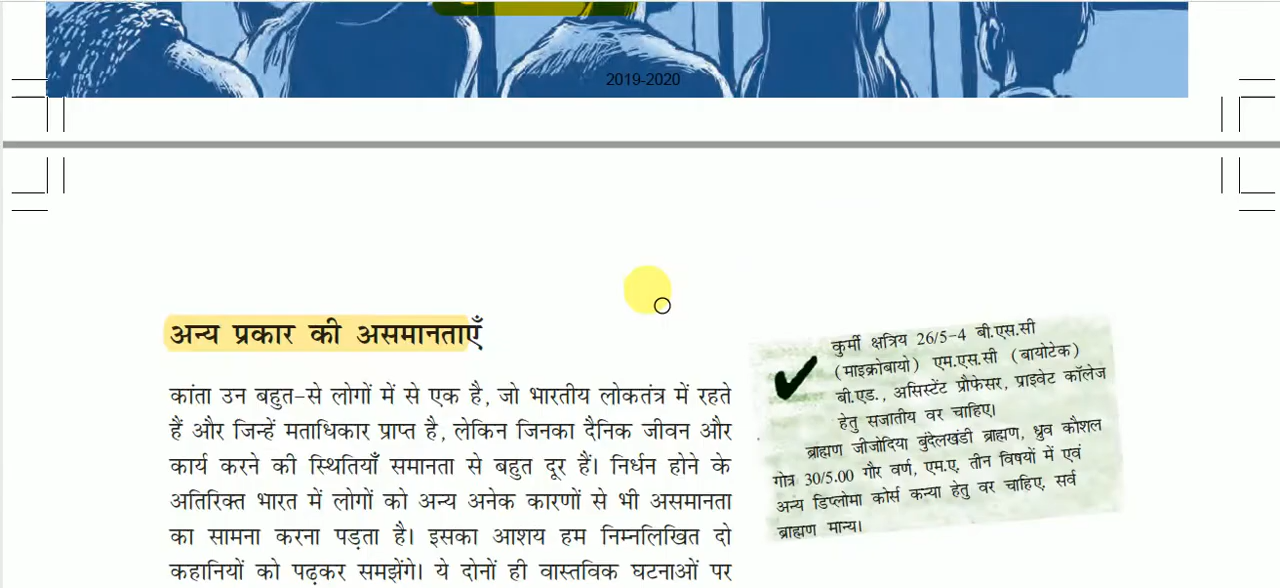 2019-2020
अन्य प्रकार की असमानताएँ
कांता उन बहुत-से लोगों में से एक है, जो भारतीय लोकतंत्र में रहते
हैं और जिन्हें मताधिकार प्राप्त है, लेकिन जिनका दैनिक जीवन और
कार्य करने की स्थितियाँ समानता से बहुत दूर हैं। निर्धन होने के
अतिरिक्त भारत में लोगों को अन्य अनेक कारणों से भी असमानता
का सामना करना पड़ता है। इसका आशय हम निम्नलिखित दो
कहानियों को पढ़कर समझेंगे। ये दोनों ही वास्तविक घटनाओं पर
कुर्मी क्षत्रिय 26/5-4 बी.एस.सी
(माइक्रोबायो) एम.एस.सी (बायोटेक)
बी.एड., असिस्टेंट प्रौफेसर, प्राइवेट कॉलेज
हेतु सजातीय वर चाहिए।
ब्राह्मण जीजोदिया बुंदेलखंडी ब्राह्मण, ध्रुव कौशल
गोत्र 30/5.00 गौर वर्ण, एम.ए. तीन विषयों में एवं
अन्य डिप्लोमा कोर्स कन्या हेतु वर चाहिए. सर्व
ब्राह्मण मान्य।